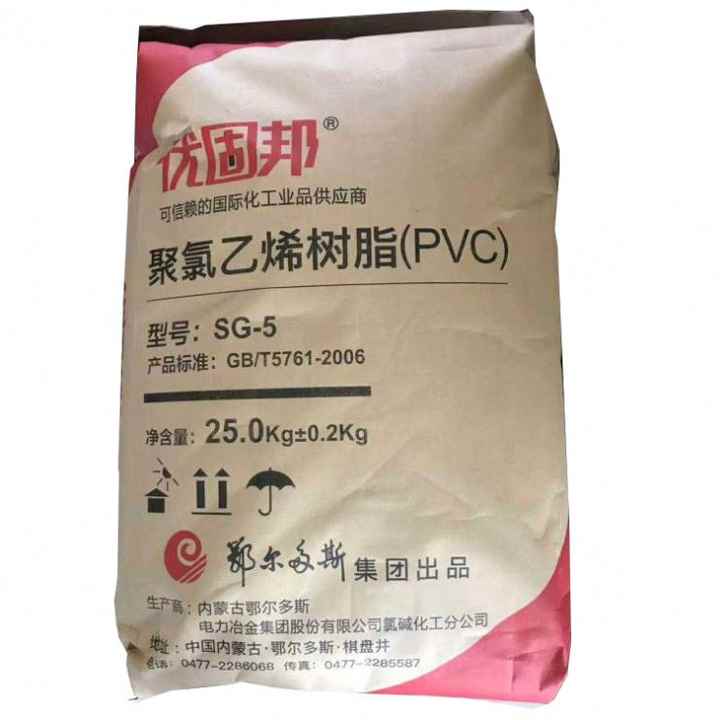 优固邦®
可信赖的国际化工业品供应商
聚氯乙烯树脂(PVC)
型号：SG-5
产品标准：GB/T5761-2006
净含量：25.0Kg±0.2Kg
鄂尔多斯集团出品
生产商：内蒙古鄂尔多斯
电力冶金集团股份有限公司氯碱化工分公司
地址：中国内蒙古·鄂尔多斯·棋盘井
电话：0477-2286068 传真：0477-2285587